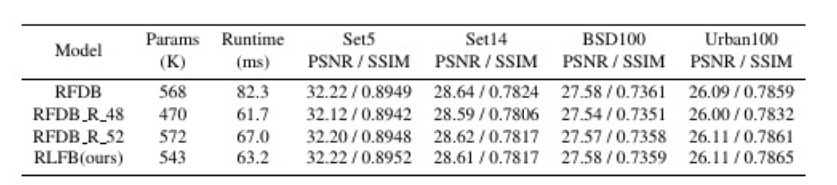 Model Params (K) Runtime (ms) Set5 PSNR / SSIM Set14 PSNR / SSIM BSD100 PSNR / SSIM Urban100 PSNR / SSIM
RFDB 568 82.3 32.22 / 0.8949 28.64 / 0.7824 27.58 / 0.7361 26.09 / 0.7859
RFDB_R_48 470 61.7 32.12 / 0.8942 28.59 / 0.7806 27.54 / 0.7351 26.00 / 0.7832
RFDB_R_52 572 67.0 32.20 / 0.8948 28.62 / 0.7817 27.57 / 0.7358 26.11 / 0.7861
RLFB(ours) 543 63.2 32.22 / 0.8952 28.61 / 0.7817 27.58 / 0.7359 26.11 / 0.7865